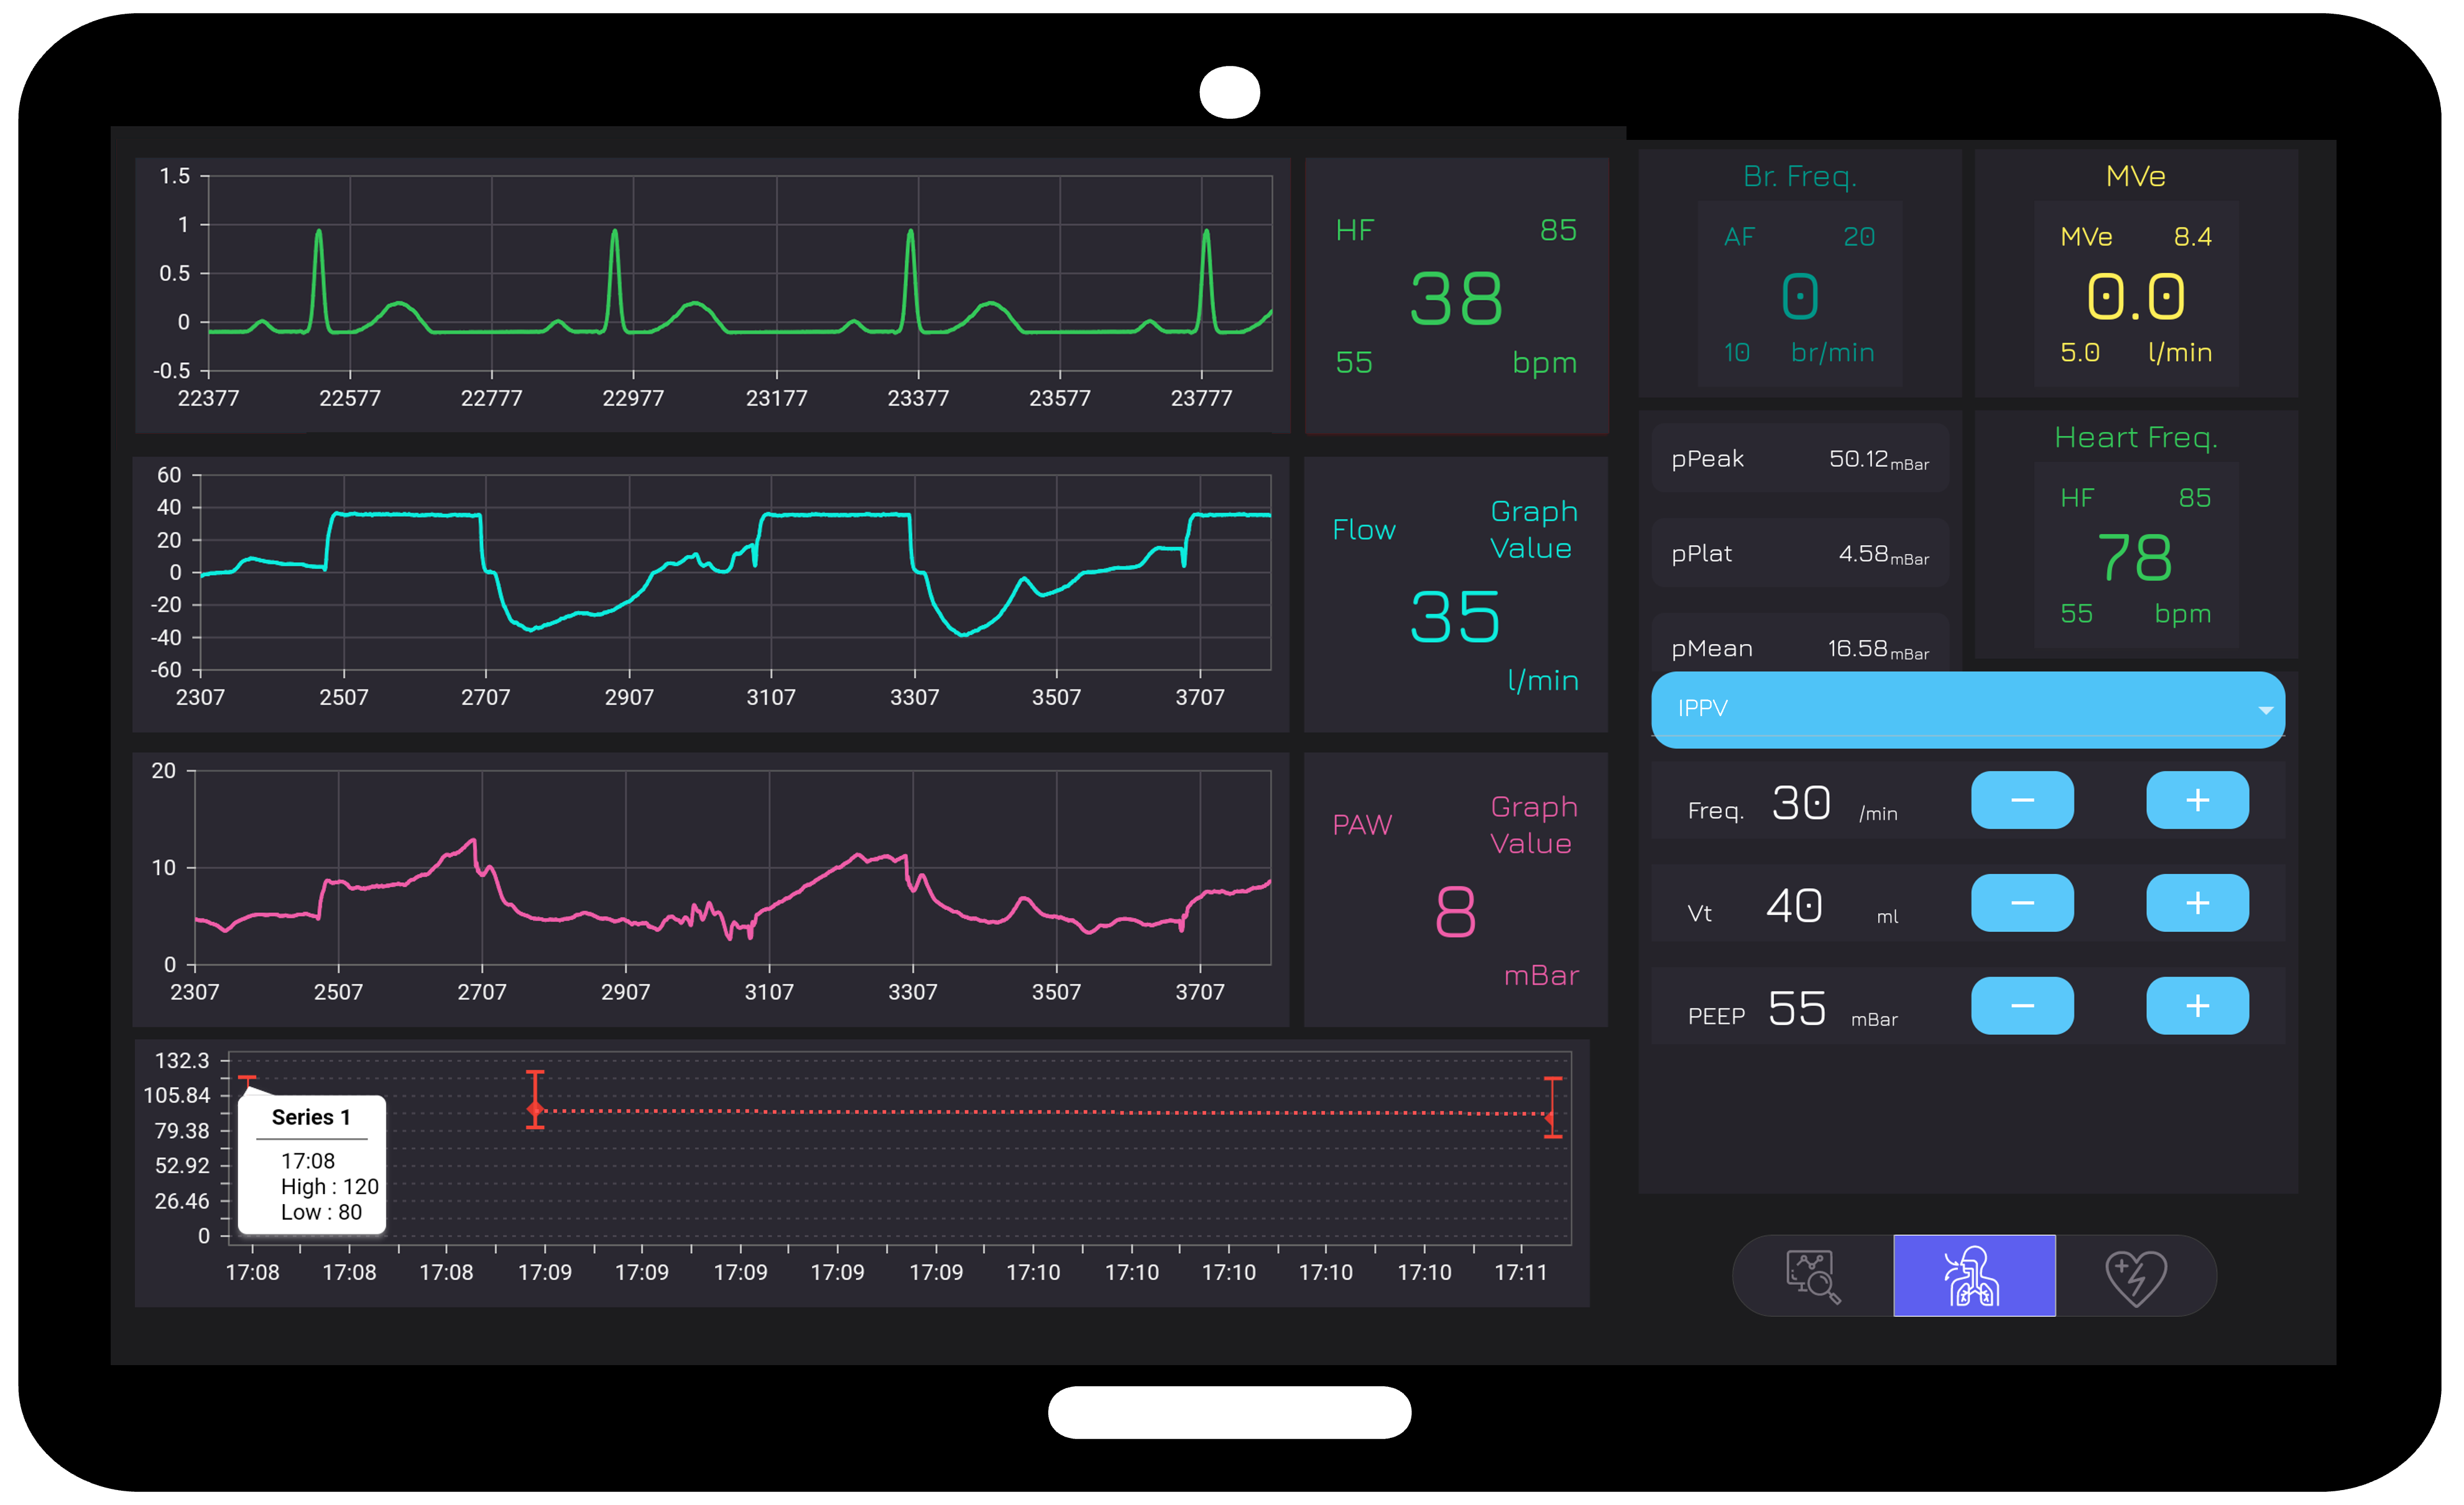 1.5
1
0.5
0
-0.5
22377 22577 22777 22977 23177 23377 23577 23777
HF 85
38
55 bpm
60
40
20
0
-20
-40
-60
2307 2507 2707 2907 3107 3307 3507 3707
Flow
Graph
Value
35
l/min
20
10
0
2307 2507 2707 2907 3107 3307 3507 3707
PAW
Graph
Value
8
mBar
132.3
105.84
79.38
52.92
26.46
0
Series 1
17:08
High : 120
Low : 80
17:08 17:08 17:08 17:09 17:09 17:09 17:09 17:09 17:10 17:10 17:10 17:10 17:10 17:11
Br. Freq.
AF 20
0
10 br/min
MVe
MVe 8.4
0.0
5.0 l/min
pPeak 50.12 mBar
pPlat 4.58 mBar
pMean 16.58 mBar
Heart Freq.
HF 85
78
55 bpm
IPPV
Freq. 30 /min − +
Vt 40 ml − +
PEEP 55 mBar − +